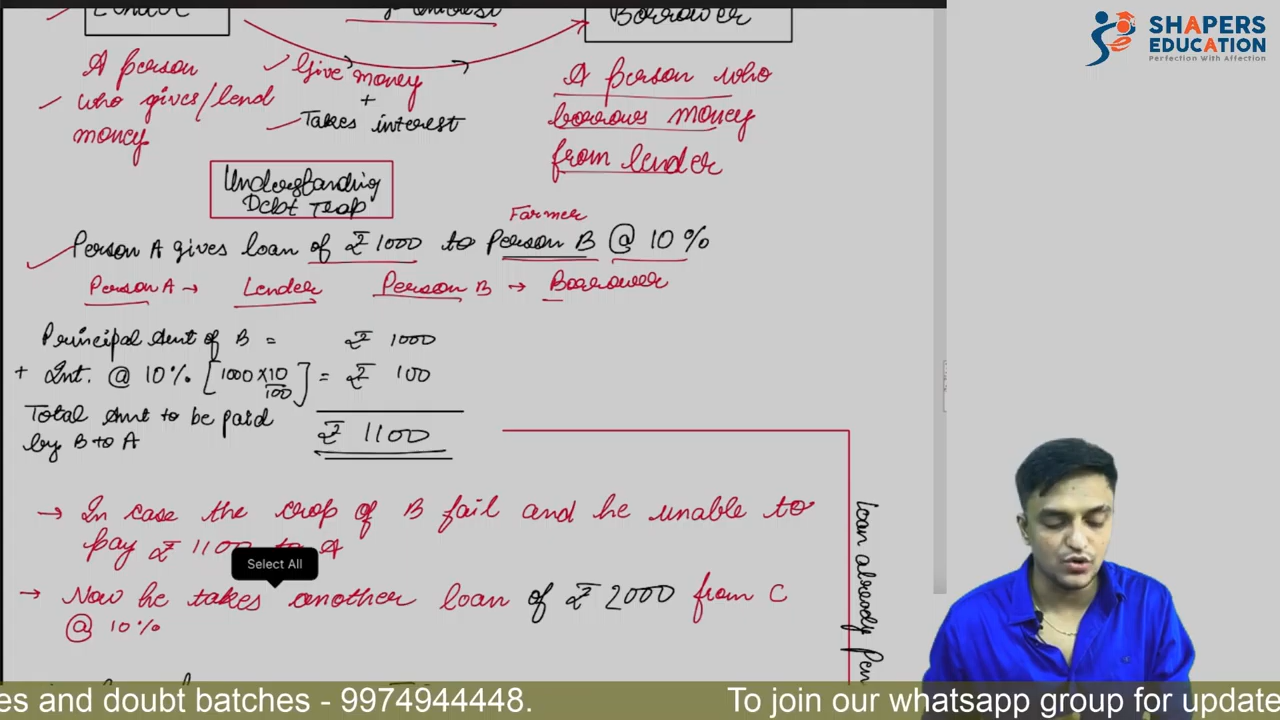 SHAPERS
EDUCATION
Perfection With Affection
Lender
Borrower
A person
who gives/lend
money
Give money
+
Takes interest
A person who
borrows money
from lender
Understanding
Debt Trap
Farmer
Person A gives loan of ₹ 1000 to Person B @ 10%
Person A → Lender Person B → Borrower
Principal Amt of B = ₹ 1000
+ Int. @ 10% [1000 × 10/100] = ₹ 100
Total Amt to be paid
by B to A
₹ 1100
→ In case the crop of B fail and he unable to
pay ₹ 1100 to A
Select All
→ Now he takes another loan of ₹ 2000 from C
@ 10%
loan already Pen
es and doubt batches - 9974944448. To join our whatsapp group for update